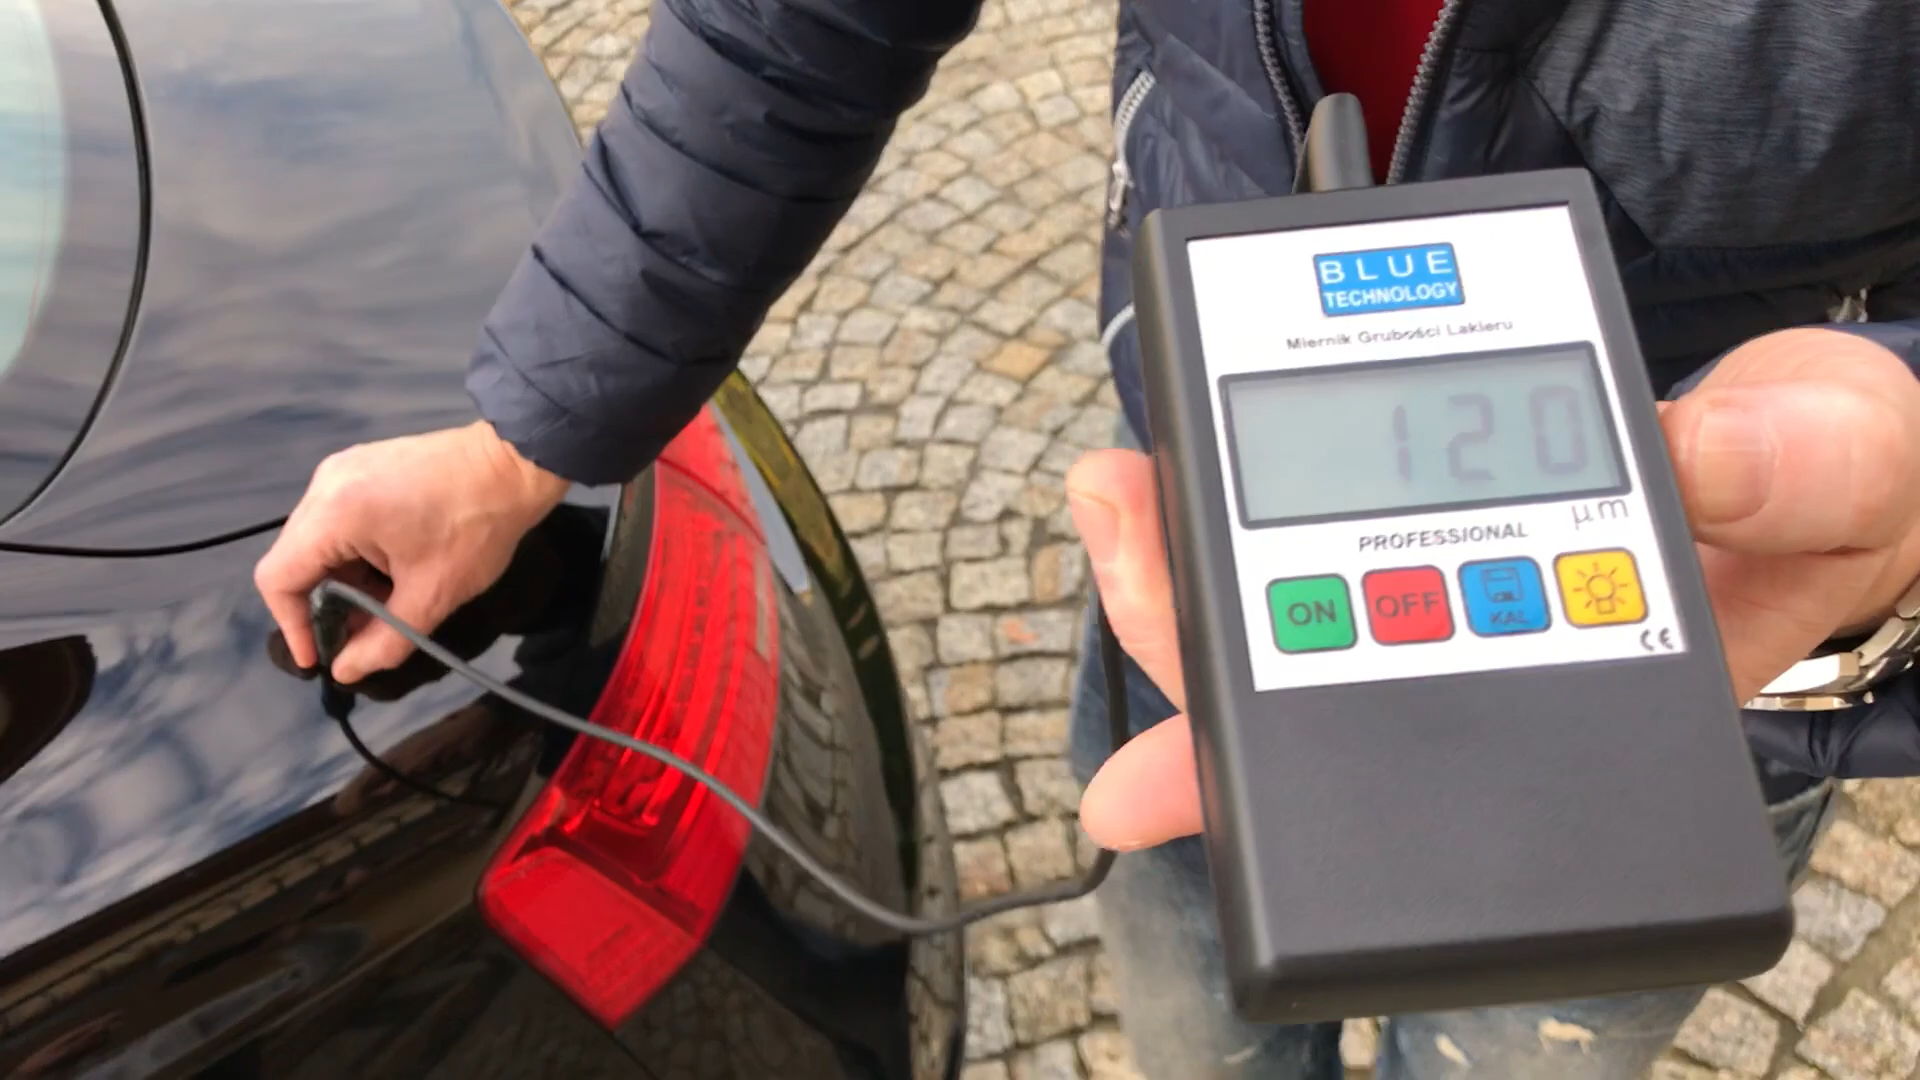 BLUE
TECHNOLOGY
Miernik Grubości Lakieru
120
µm
PROFESSIONAL
ON
OFF
KAL
CE